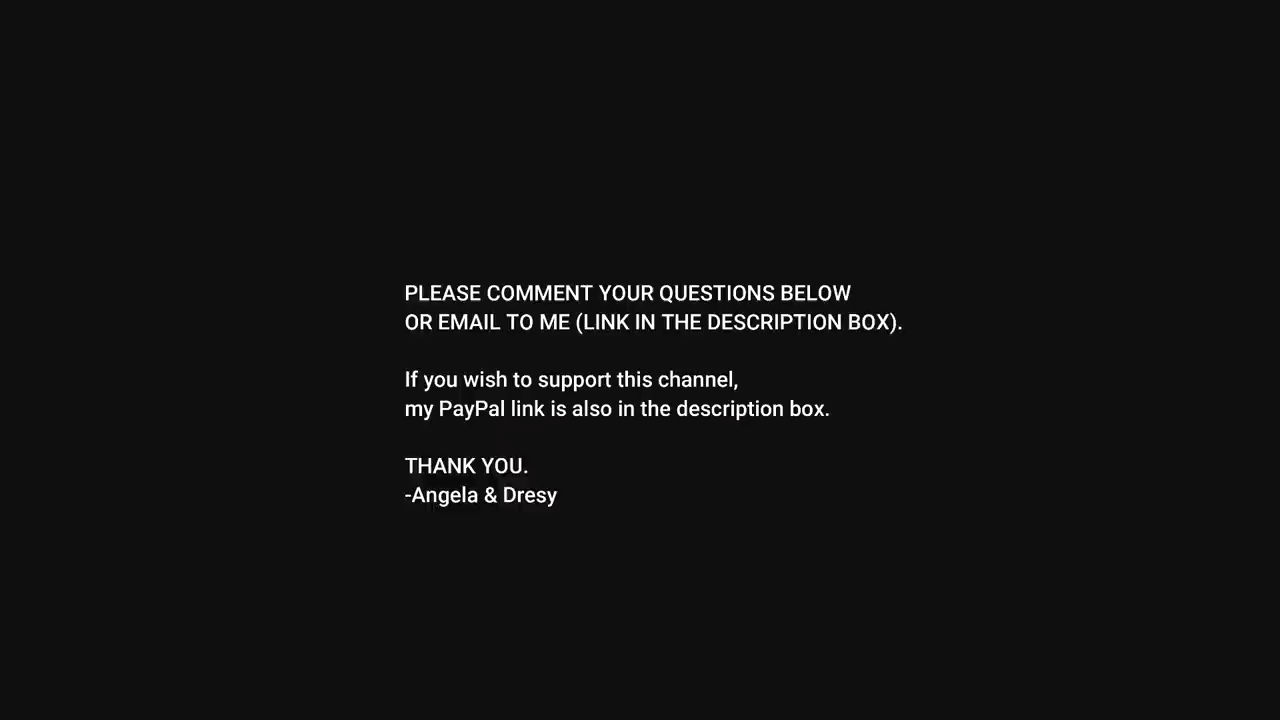 PLEASE COMMENT YOUR QUESTIONS BELOW
OR EMAIL TO ME (LINK IN THE DESCRIPTION BOX).
If you wish to support this channel,
my PayPal link is also in the description box.
THANK YOU.
-Angela & Dresy